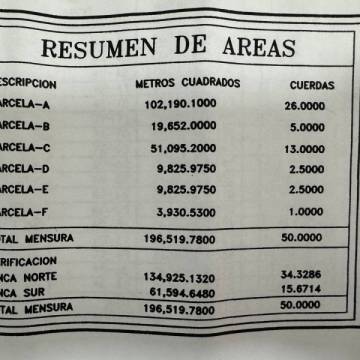 RESUMEN DE AREAS
ESCRIPCION METROS CUADRADOS CUERDAS
ARCELA-A 102,190.1000 26.0000
ARCELA-B 19,652.0000 5.0000
ARCELA-C 51,095.2000 13.0000
ARCELA-D 9,825.9750 2.5000
ARCELA-E 9,825.9750 2.5000
ARCELA-F 3,930.5300 1.0000
OTAL MENSURA 196,519.7800 50.0000
ERIFICACION
NCA NORTE 134,925.1320 34.3286
NCA SUR 61,594.6480 15.6714
OTAL MENSURA 196,519.7800 50.0000